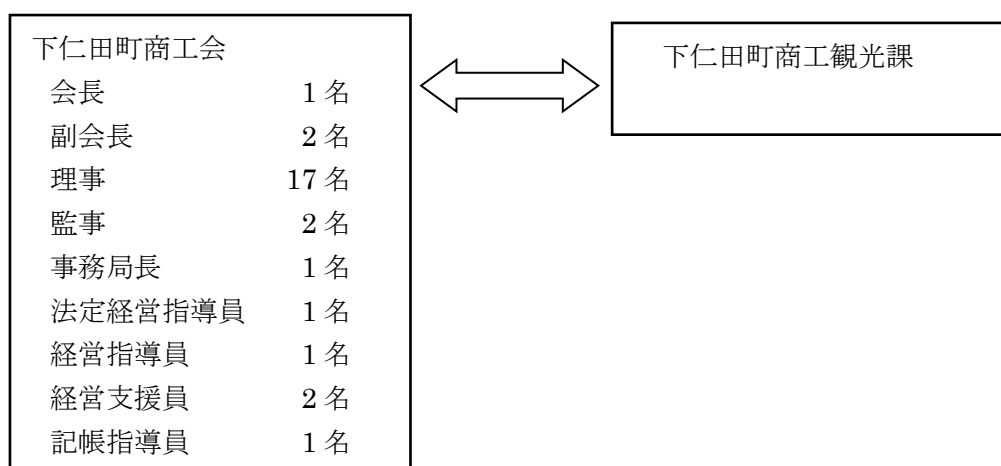 下仁田町商工会
会長 1名
副会長 2名
理事 17名
監事 2名
事務局長 1名
法定経営指導員 1名
経営指導員 1名
経営支援員 2名
記帳指導員 1名
下仁田町商工観光課